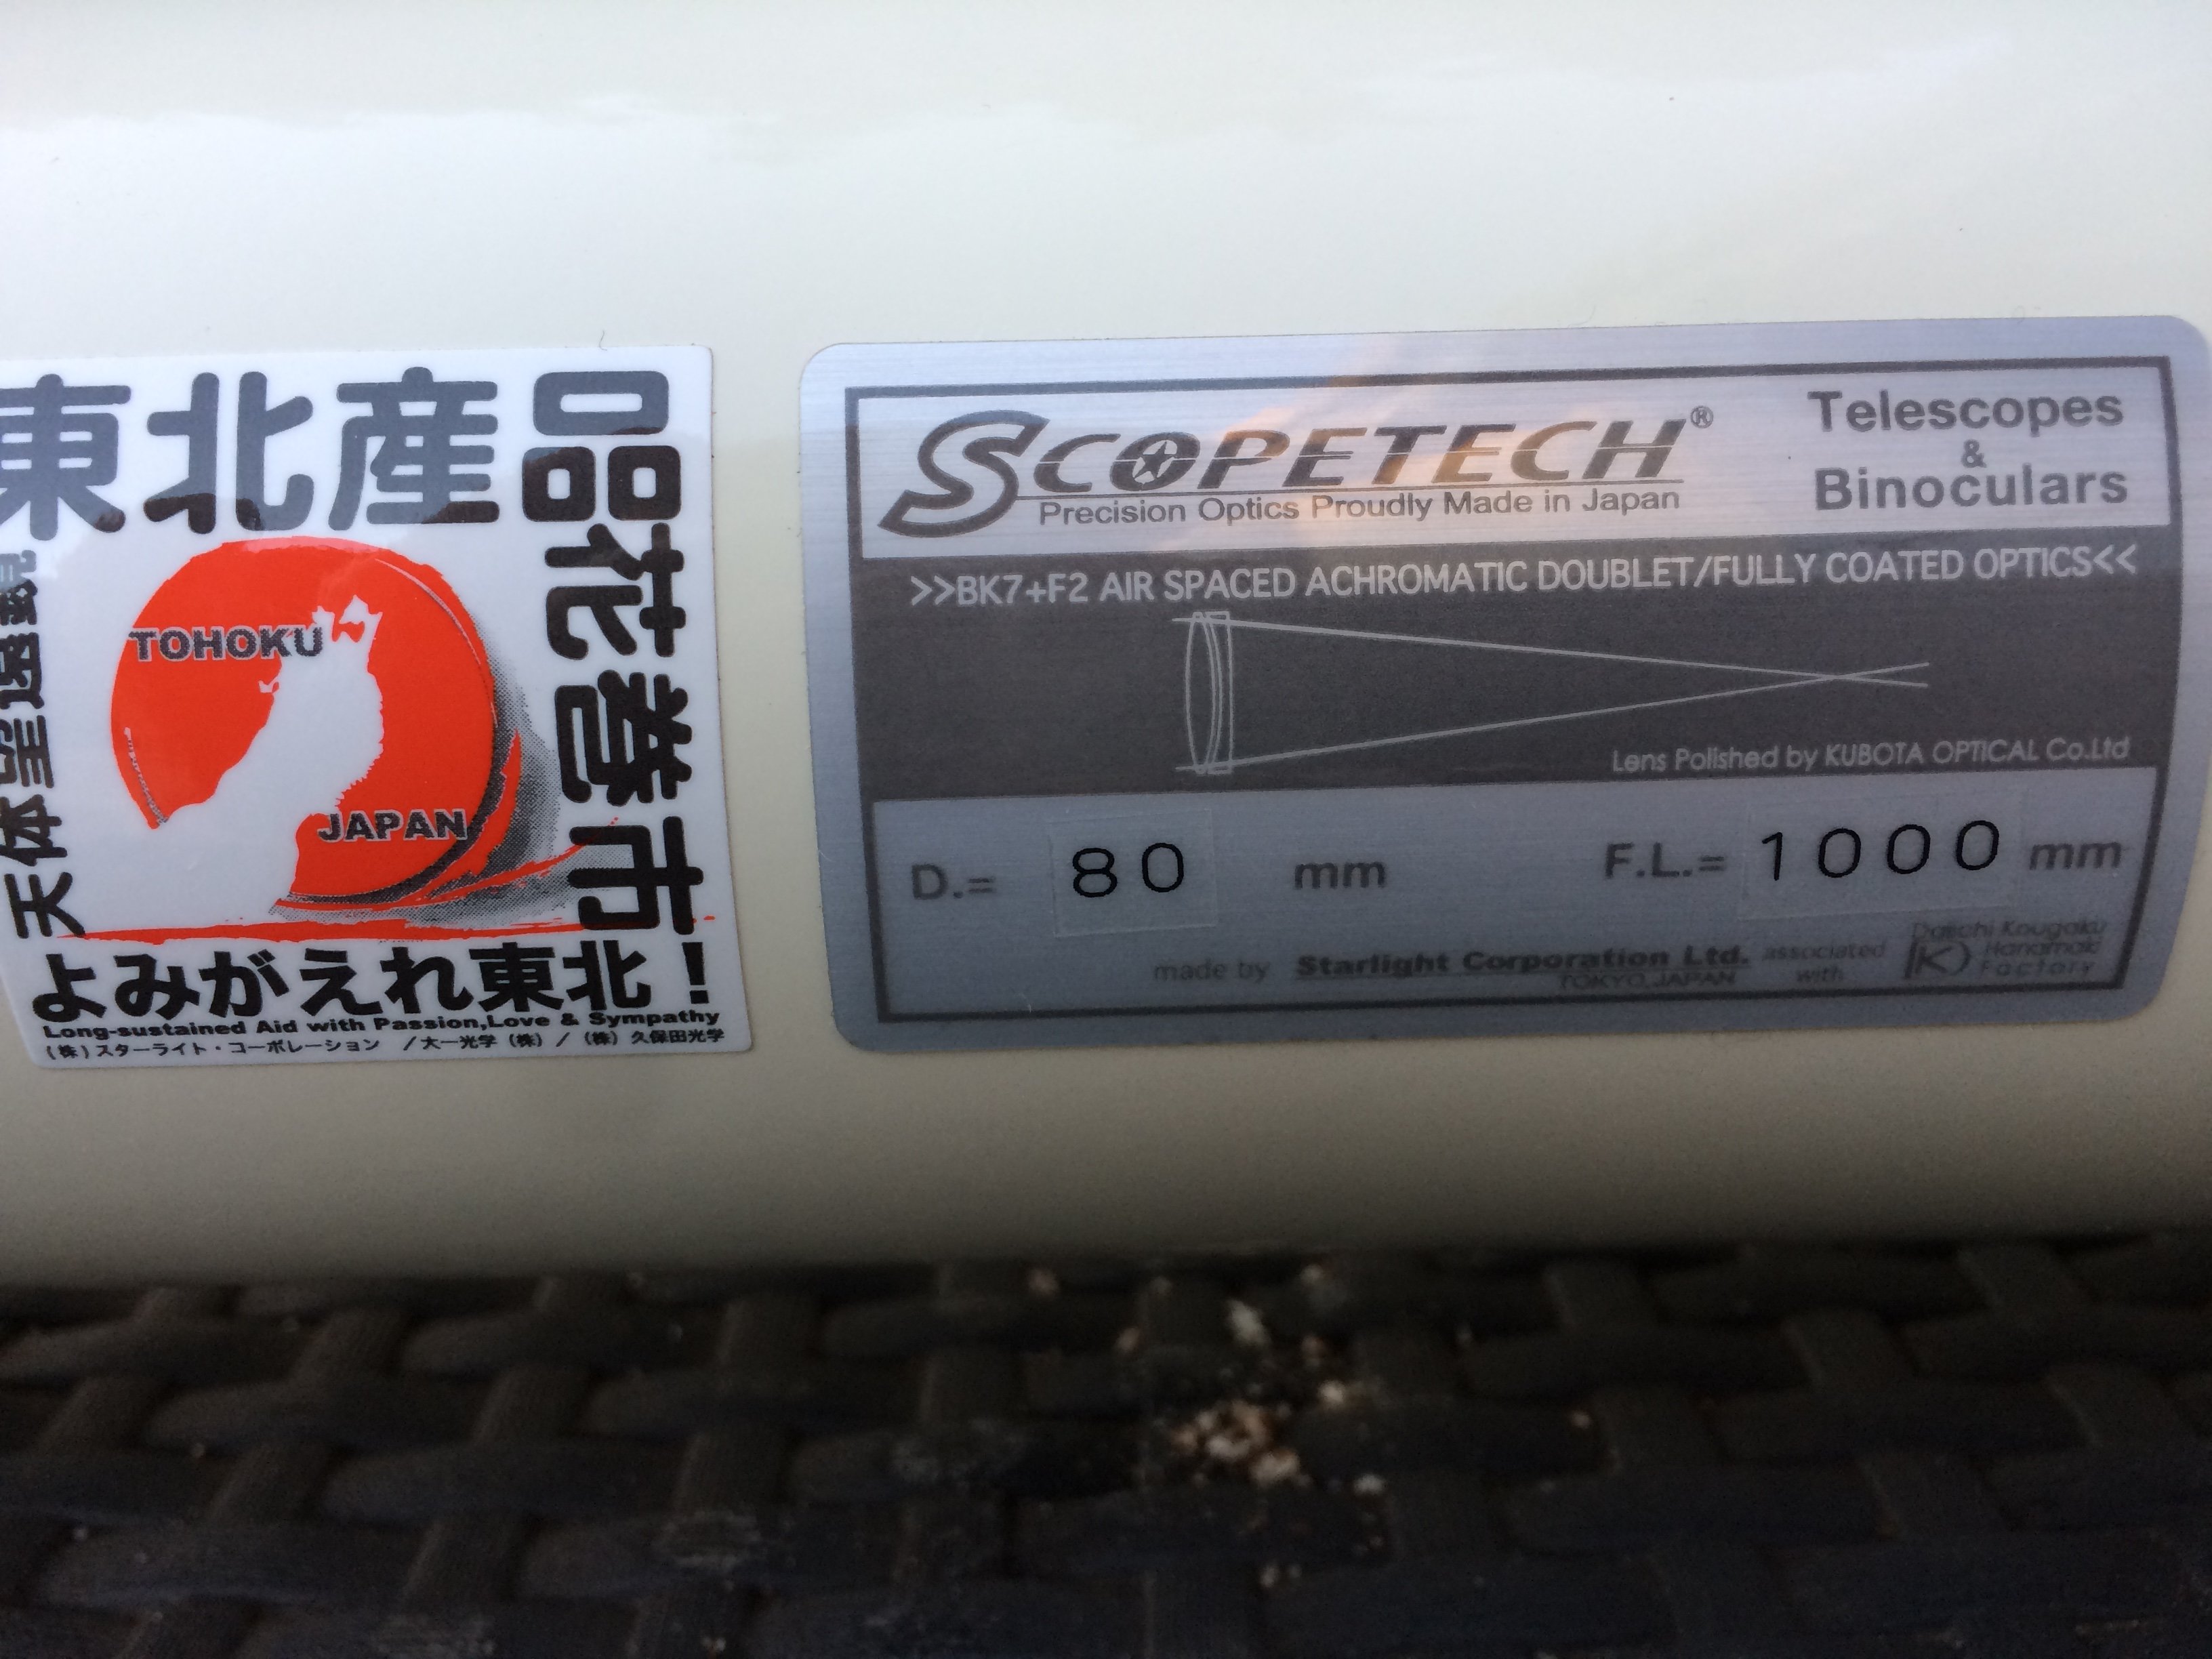 東北産品
花巻市
天体望遠鏡
TOHOKU
JAPAN
よみがえれ東北!
Long-sustained Aid with Passion,Love & Sympathy
(株)スターライト・コーポレーション /大一光学(株)/(株)久保田光学
SCOPETECH®
Precision Optics Proudly Made in Japan
Telescopes
&
Binoculars
>>BK7+F2 AIR SPACED ACHROMATIC DOUBLET/FULLY COATED OPTICS<<
Lens Polished by KUBOTA OPTICAL Co.Ltd
D.= 80 mm F.L.= 1000 mm
made by Starlight Corporation Ltd.
TOKYO,JAPAN
associated
with
K
Daiichi Kougaku
Hanamaki
Factory